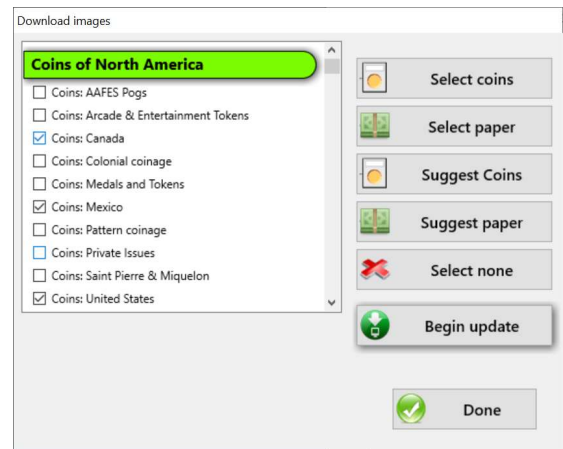 Download images
Coins of North America
Coins: AAFES Pogs
Coins: Arcade & Entertainment Tokens
Coins: Canada
Coins: Colonial coinage
Coins: Medals and Tokens
Coins: Mexico
Coins: Pattern coinage
Coins: Private Issues
Coins: Saint Pierre & Miquelon
Coins: United States
Select coins
Select paper
Suggest Coins
Suggest paper
Select none
Begin update
Done